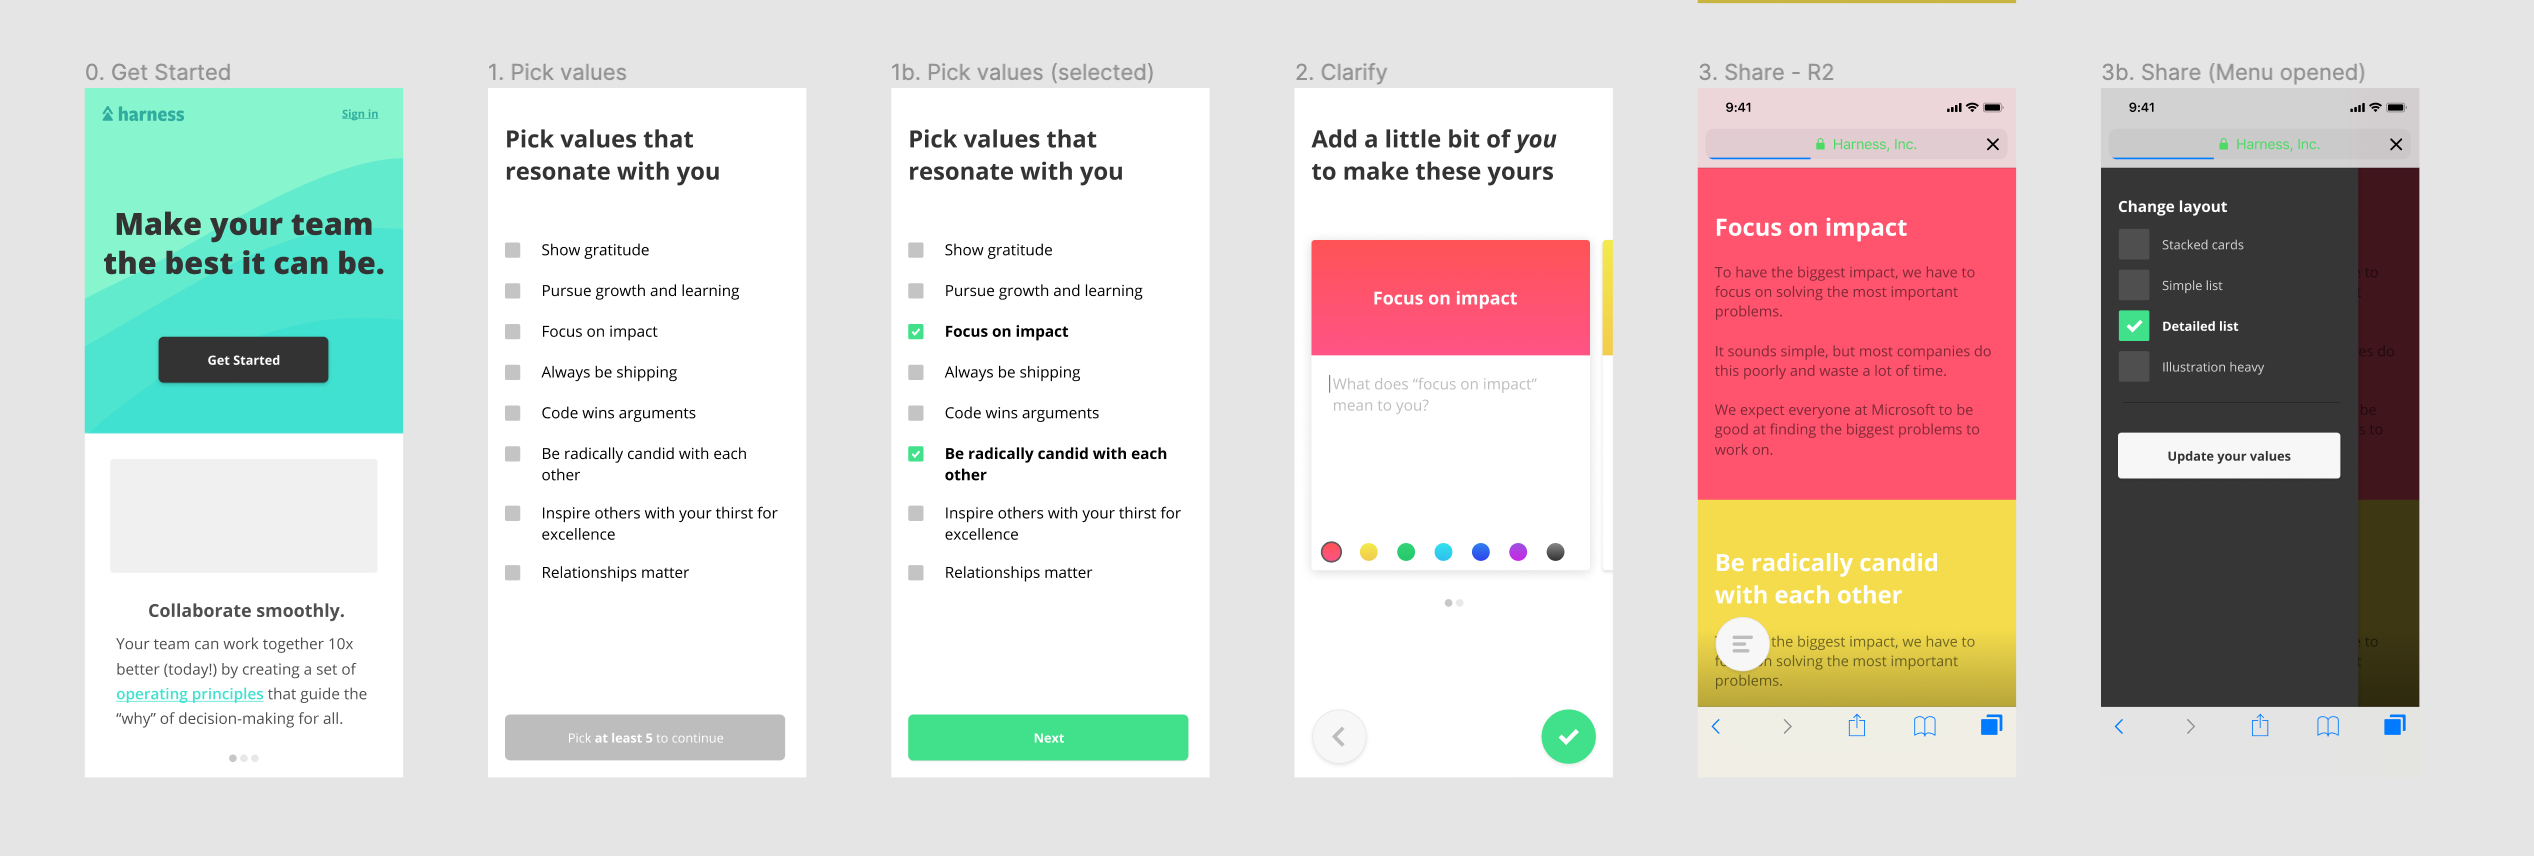 0. Get Started
harness
Sign in
Make your team
the best it can be.
Get Started
Collaborate smoothly.
Your team can work together 10x
better (today!) by creating a set of
operating principles that guide the
“why” of decision-making for all.
1. Pick values
Pick values that
resonate with you
Show gratitude
Pursue growth and learning
Focus on impact
Always be shipping
Code wins arguments
Be radically candid with each
other
Inspire others with your thirst for
excellence
Relationships matter
Pick at least 5 to continue
1b. Pick values (selected)
Pick values that
resonate with you
Show gratitude
Pursue growth and learning
Focus on impact
Always be shipping
Code wins arguments
Be radically candid with each
other
Inspire others with your thirst for
excellence
Relationships matter
Next
2. Clarify
Add a little bit of you
to make these yours
Focus on impact
What does “focus on impact”
mean to you?
3. Share - R2
9:41
Harness, Inc.
Focus on impact
To have the biggest impact, we have to
focus on solving the most important
problems.
It sounds simple, but most companies do
this poorly and waste a lot of time.
We expect everyone at Microsoft to be
good at finding the biggest problems to
work on.
Be radically candid
with each other
the biggest impact, we have to
solving the most important
problems.
3b. Share (Menu opened)
9:41
Harness, Inc.
Change layout
Stacked cards
Simple list
Detailed list
Illustration heavy
Update your values
to
es do
be
s to
to